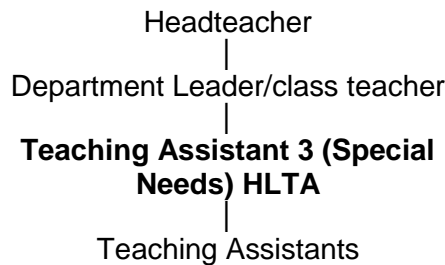 Headteacher
Department Leader/class teacher
Teaching Assistant 3 (Special
Needs) HLTA
Teaching Assistants